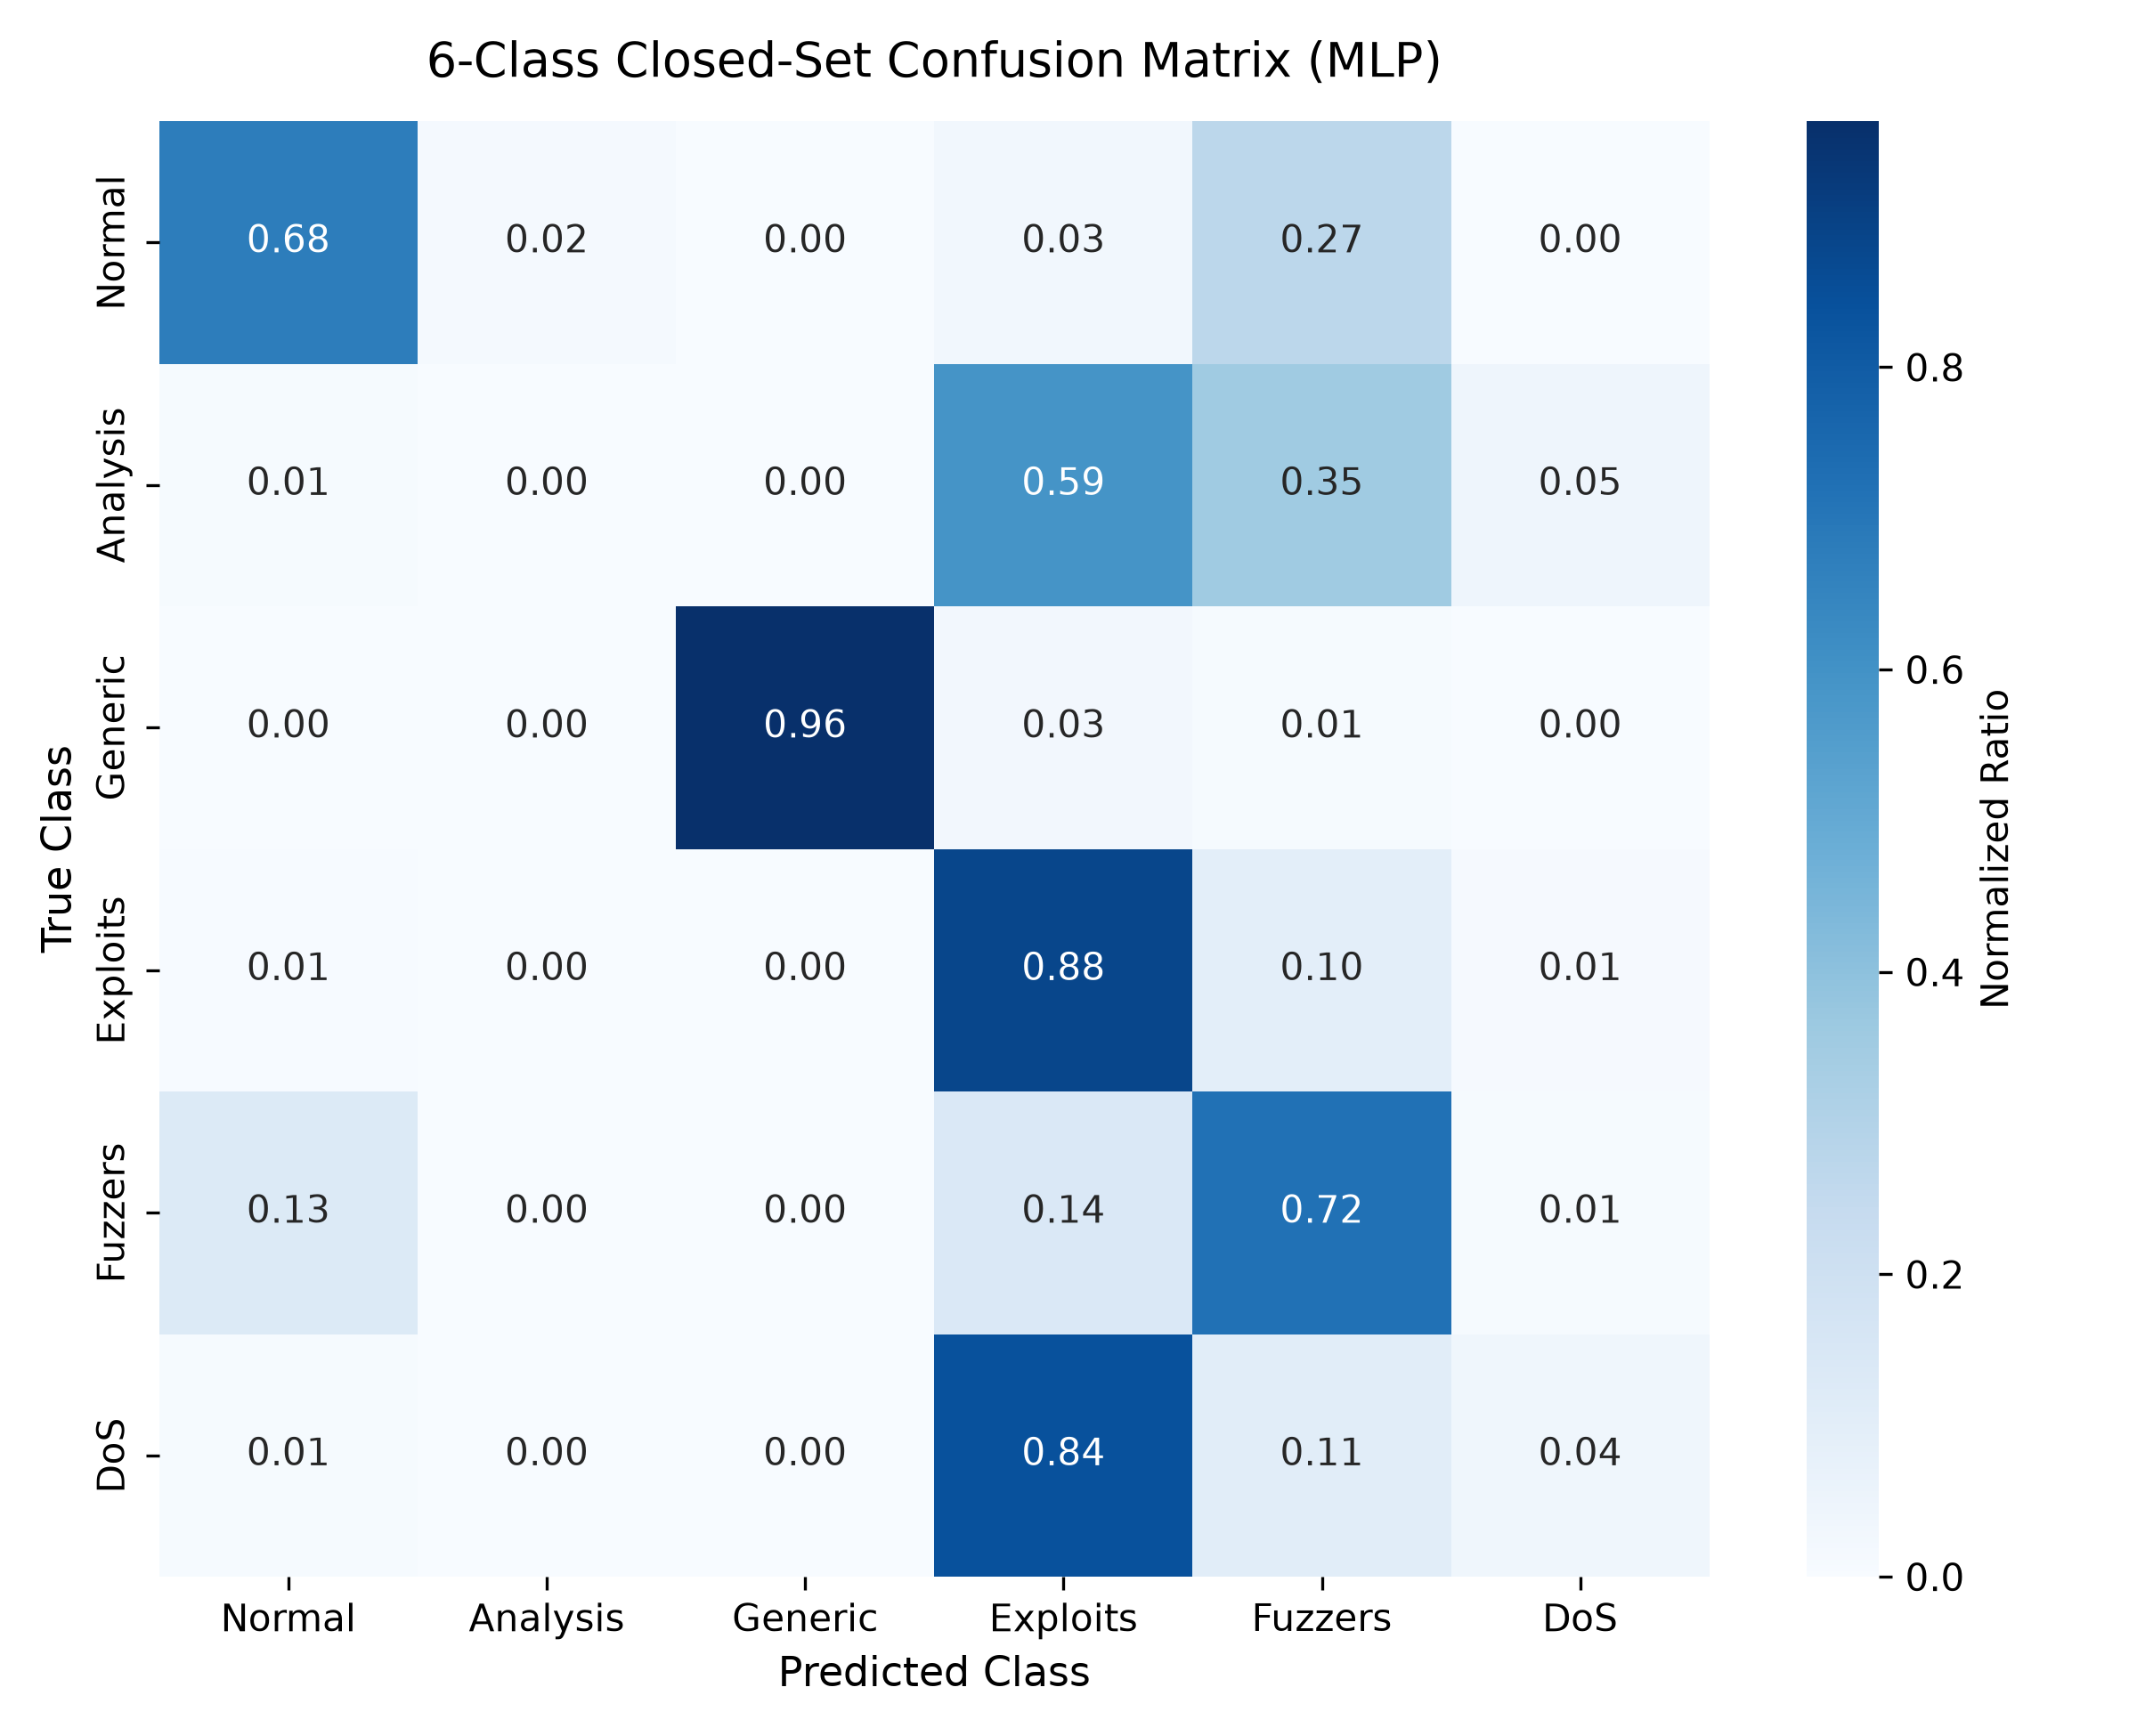 6-Class Closed-Set Confusion Matrix (MLP)
True Class
Normal 0.68 0.02 0.00 0.03 0.27 0.00
Analysis 0.01 0.00 0.00 0.59 0.35 0.05
Generic 0.00 0.00 0.96 0.03 0.01 0.00
Exploits 0.01 0.00 0.00 0.88 0.10 0.01
Fuzzers 0.13 0.00 0.00 0.14 0.72 0.01
DoS 0.01 0.00 0.00 0.84 0.11 0.04
Normal Analysis Generic Exploits Fuzzers DoS
Predicted Class
0.8
0.6
0.4
0.2
0.0
Normalized Ratio